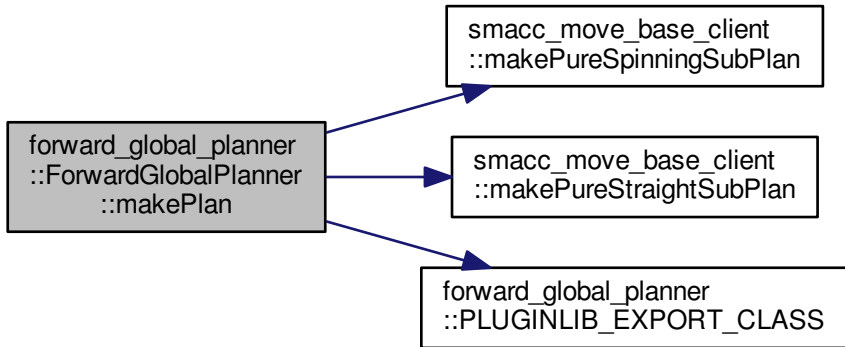 forward_global_planner
::ForwardGlobalPlanner
::makePlan
smacc_move_base_client
::makePureSpinningSubPlan
smacc_move_base_client
::makePureStraightSubPlan
forward_global_planner
::PLUGINLIB_EXPORT_CLASS